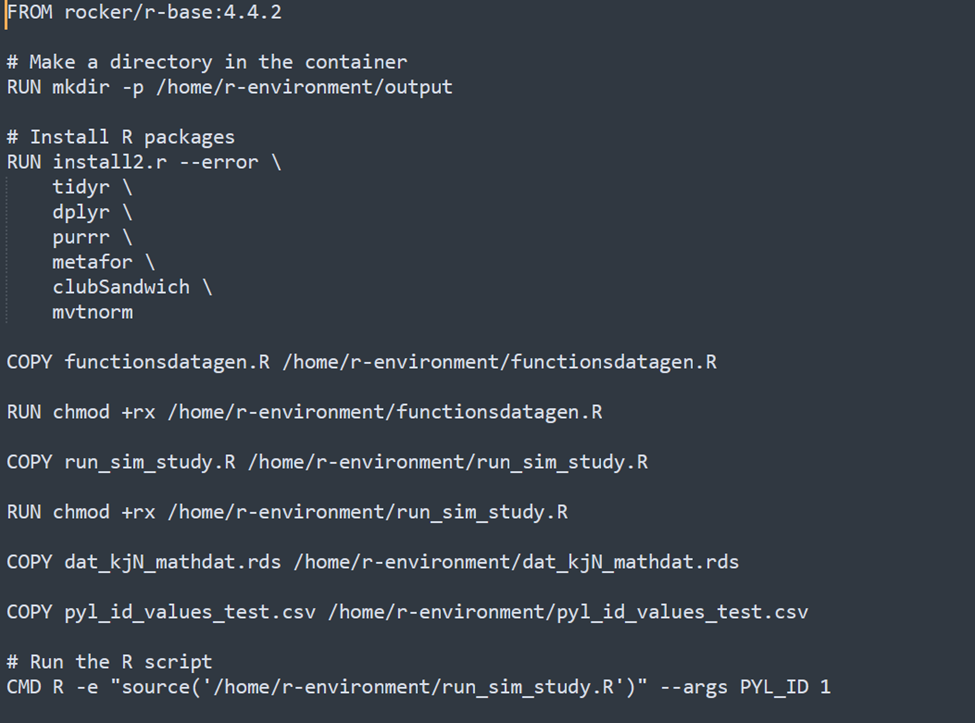 FROM rocker/r-base:4.4.2
# Make a directory in the container
RUN mkdir -p /home/r-environment/output
# Install R packages
RUN install2.r --error \
tidyr \
dplyr \
purrr \
metafor \
clubSandwich \
mvtnorm
COPY functionsdatagen.R /home/r-environment/functionsdatagen.R
RUN chmod +rx /home/r-environment/functionsdatagen.R
COPY run_sim_study.R /home/r-environment/run_sim_study.R
RUN chmod +rx /home/r-environment/run_sim_study.R
COPY dat_kjN_mathdat.rds /home/r-environment/dat_kjN_mathdat.rds
COPY pyl_id_values_test.csv /home/r-environment/pyl_id_values_test.csv
# Run the R script
CMD R -e "source('/home/r-environment/run_sim_study.R')" --args PYL_ID 1